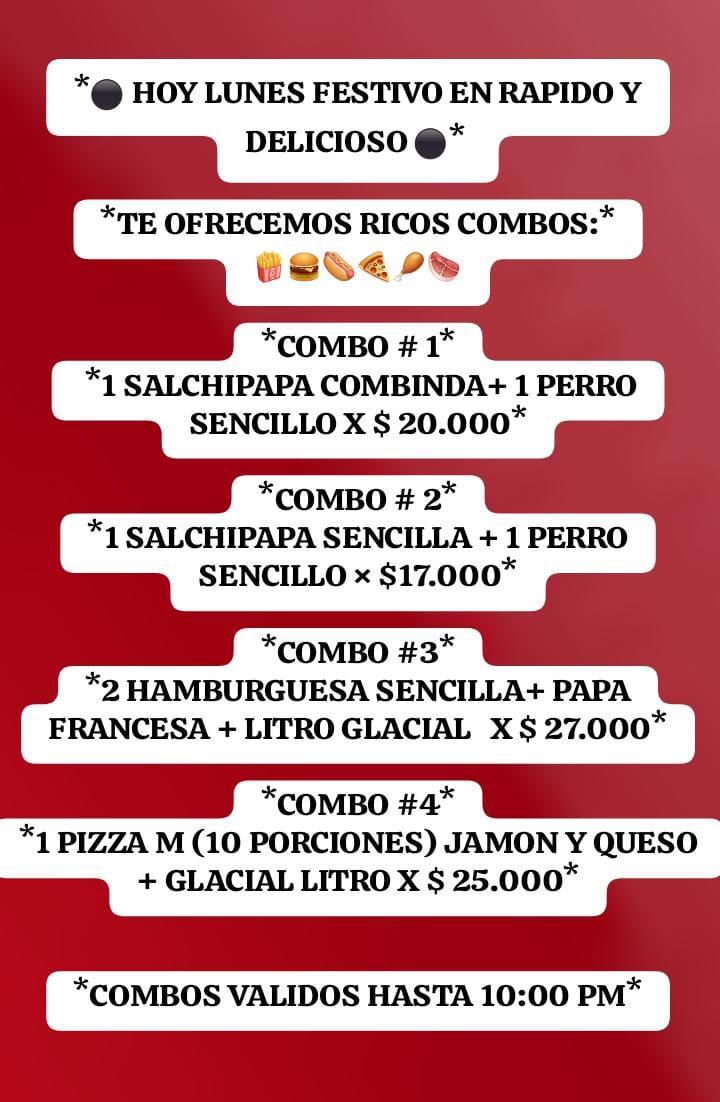 *⚫ HOY LUNES FESTIVO EN RAPIDO Y
DELICIOSO ⚫*
*TE OFRECEMOS RICOS COMBOS:*
🍟🍔🌭🍕🍗🥩
*COMBO # 1*
*1 SALCHIPAPA COMBINDA+ 1 PERRO
SENCILLO X $ 20.000*
*COMBO # 2*
*1 SALCHIPAPA SENCILLA + 1 PERRO
SENCILLO × $17.000*
*COMBO #3*
*2 HAMBURGUESA SENCILLA+ PAPA
FRANCESA + LITRO GLACIAL   X $ 27.000*
*COMBO #4*
*1 PIZZA M (10 PORCIONES) JAMON Y QUESO
+ GLACIAL LITRO X $ 25.000*
*COMBOS VALIDOS HASTA 10:00 PM*